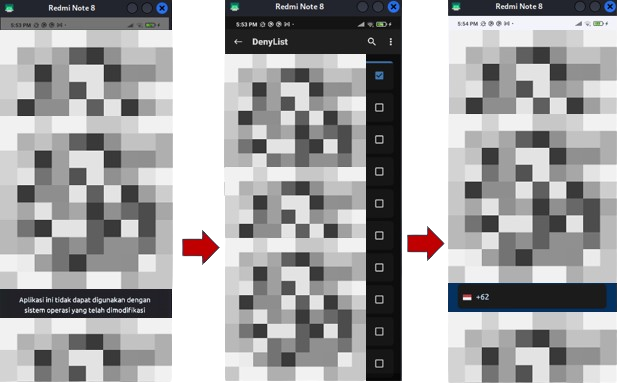 Redmi Note 8
5:53 PM
Aplikasi ini tidak dapat digunakan dengan
sistem operasi yang telah dimodifikasi
Redmi Note 8
5:53 PM
DenyList
Redmi Note 8
5:54 PM
+62